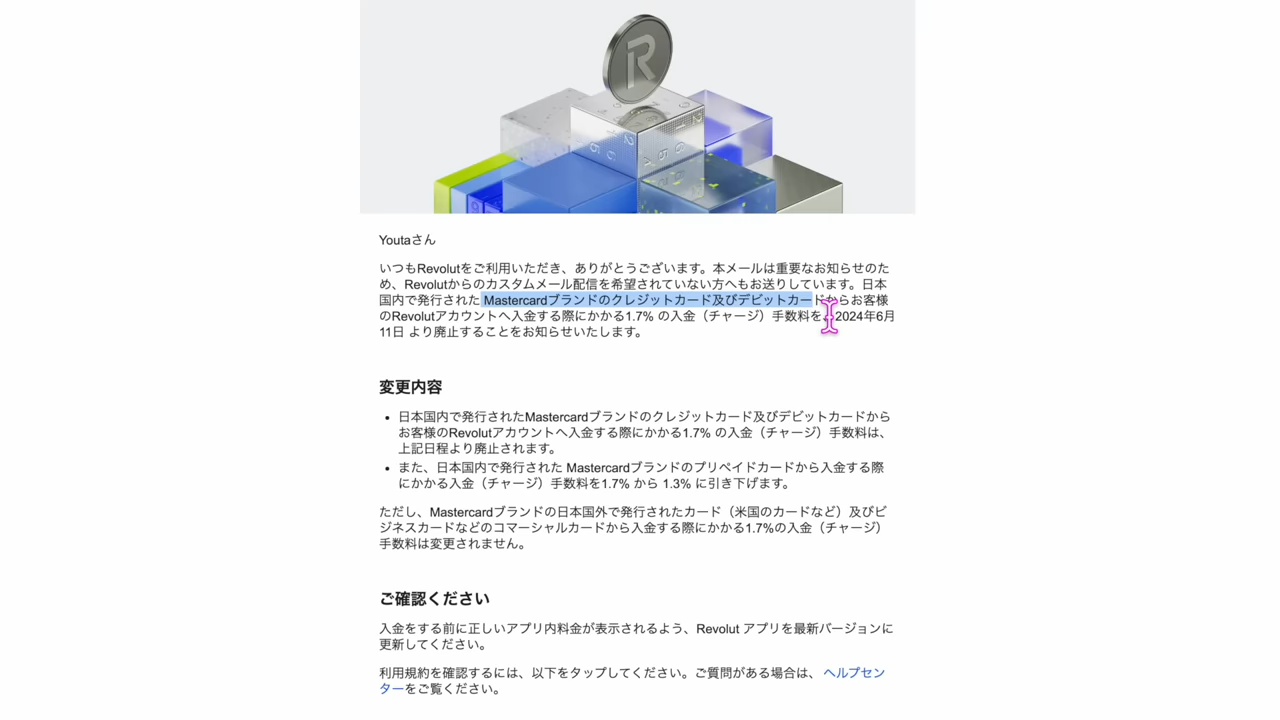 Youtaさん
いつもRevolutをご利用いただき、ありがとうございます。本メールは重要なお知らせのた
め、Revolutからのカスタムメール配信を希望されていない方へもお送りしています。日本
国内で発行された Mastercardブランドのクレジットカード及びデビットカードからお客様
のRevolutアカウントへ入金する際にかかる1.7% の入金（チャージ）手数料を、2024年6月
11日 より廃止することをお知らせいたします。
変更内容
• 日本国内で発行されたMastercardブランドのクレジットカード及びデビットカードから
お客様のRevolutアカウントへ入金する際にかかる1.7% の入金（チャージ）手数料は、
上記日程より廃止されます。
• また、日本国内で発行された Mastercardブランドのプリペイドカードから入金する際
にかかる入金（チャージ）手数料を1.7% から 1.3% に引き下げます。
ただし、Mastercardブランドの日本国外で発行されたカード（米国のカードなど）及びビ
ジネスカードなどのコマーシャルカードから入金する際にかかる1.7%の入金（チャージ）
手数料は変更されません。
ご確認ください
入金をする前に正しいアプリ内料金が表示されるよう、Revolut アプリを最新バージョンに
更新してください。
利用規約を確認するには、以下をタップしてください。ご質問がある場合は、 ヘルプセン
ターをご覧ください。